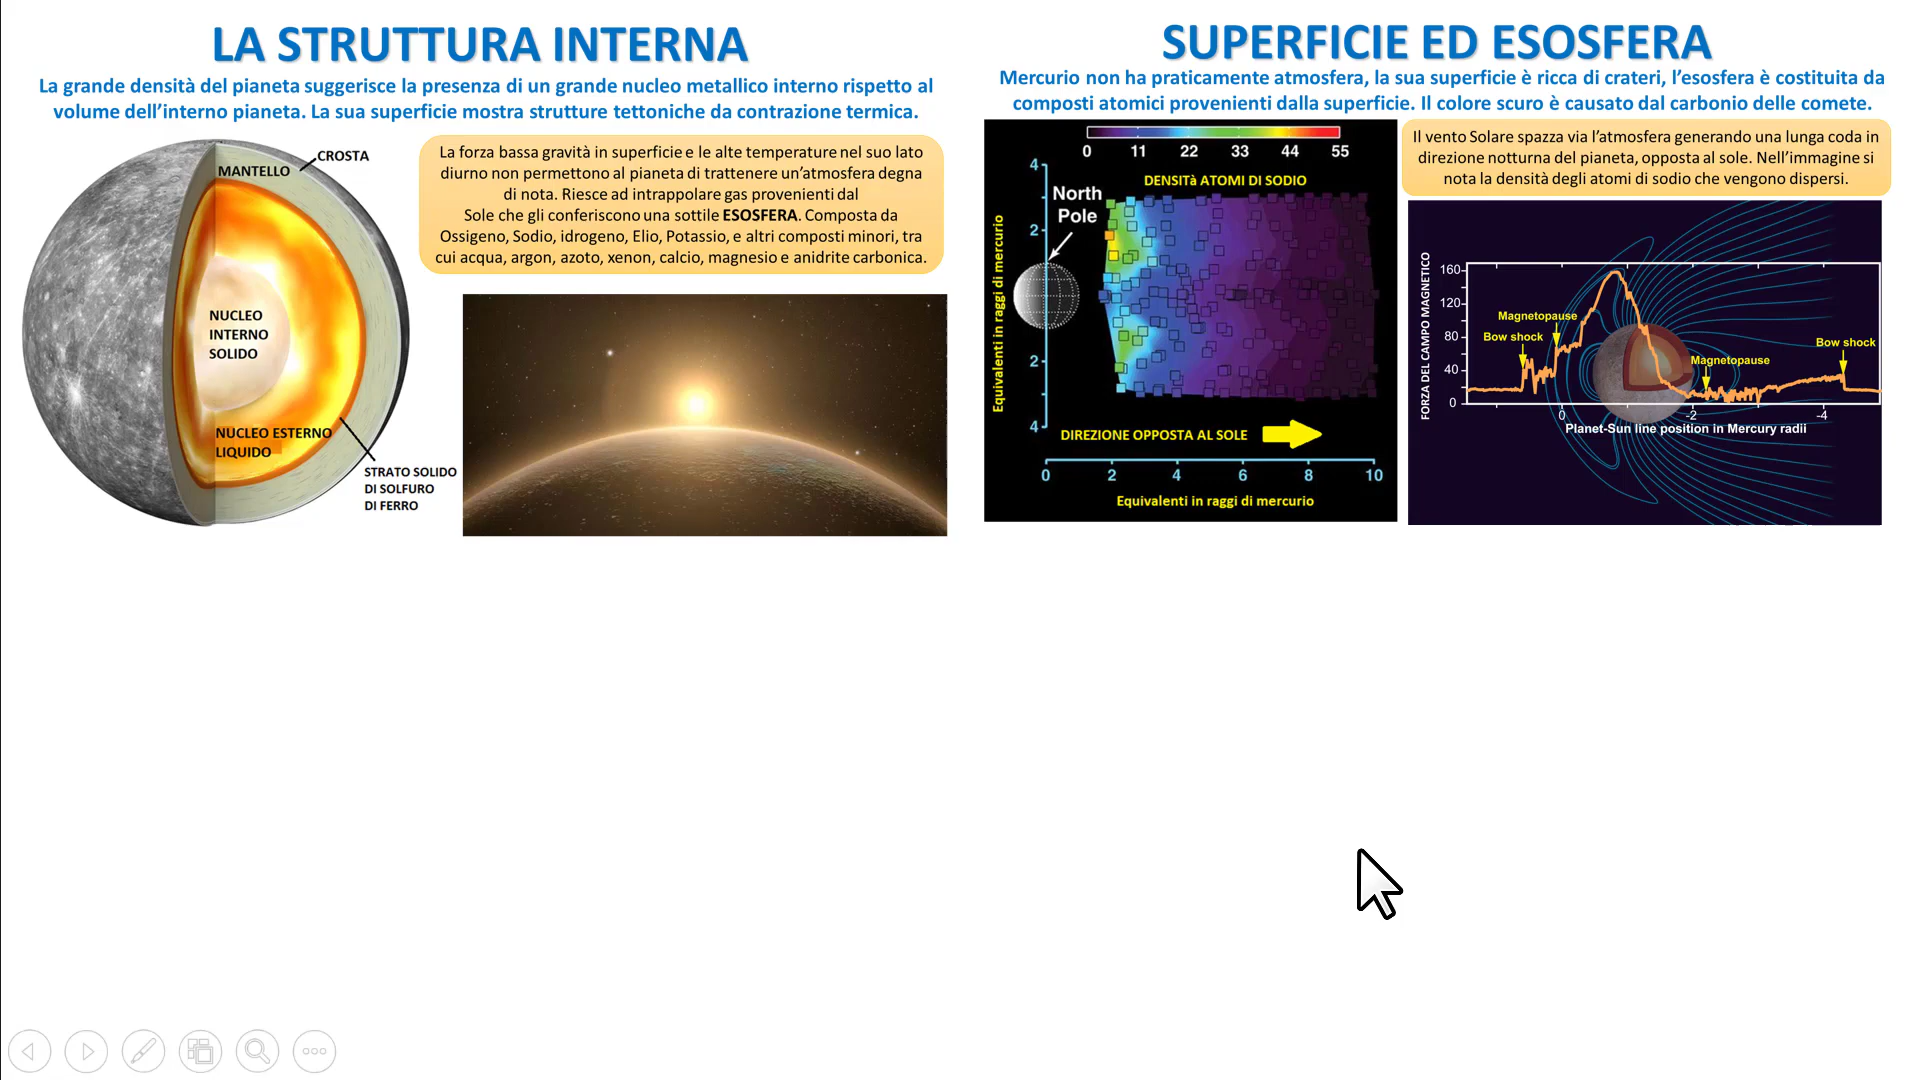 LA STRUTTURA INTERNA
La grande densità del pianeta suggerisce la presenza di un grande nucleo metallico interno rispetto al
volume dell'interno pianeta. La sua superficie mostra strutture tettoniche da contrazione termica.
CROSTA
MANTELLO
NUCLEO
INTERNO
SOLIDO
NUCLEO ESTERNO
LIQUIDO
STRATO SOLIDO
DI SOLFURO
DI FERRO
La forza bassa gravità in superficie e le alte temperature nel suo lato
diurno non permettono al pianeta di trattenere un'atmosfera degna
di nota. Riesce ad intrappolare gas provenienti dal
Sole che gli conferiscono una sottile ESOSFERA. Composta da
Ossigeno, Sodio, idrogeno, Elio, Potassio, e altri composti minori, tra
cui acqua, argon, azoto, xenon, calcio, magnesio e anidrite carbonica.
SUPERFICIE ED ESOSFERA
Mercurio non ha praticamente atmosfera, la sua superficie è ricca di crateri, l'esosfera è costituita da
composti atomici provenienti dalla superficie. Il colore scuro è causato dal carbonio delle comete.
0 11 22 33 44 55
DENSITà ATOMI DI SODIO
4
2
2
4
North
Pole
Equivalenti in raggi di mercurio
DIREZIONE OPPOSTA AL SOLE
0 2 4 6 8 10
Equivalenti in raggi di mercurio
Il vento Solare spazza via l'atmosfera generando una lunga coda in
direzione notturna del pianeta, opposta al sole. Nell'immagine si
nota la densità degli atomi di sodio che vengono dispersi.
FORZA DEL CAMPO MAGNETICO
160
120
80
40
0
Magnetopause
Bow shock
Magnetopause
Bow shock
0 -2 -4
Planet-Sun line position in Mercury radii